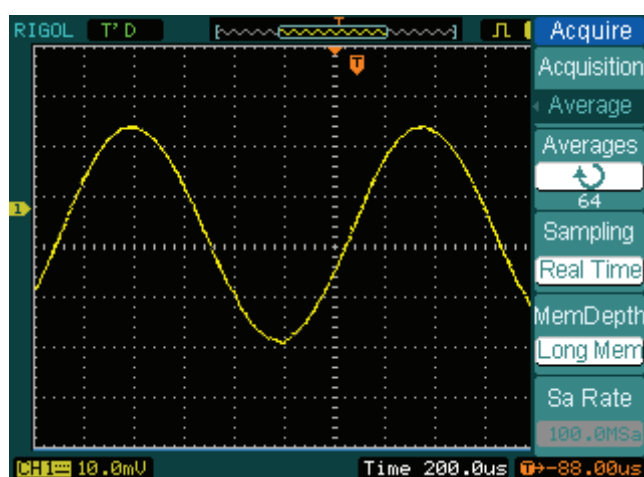 RIGOL T'D
T
Acquire
T
Acquisition
Average
Averages
64
1
Sampling
Real Time
MemDepth
Long Mem
Sa Rate
100.0MSa
CH1 10.0mV Time 200.0us T→-88.00us